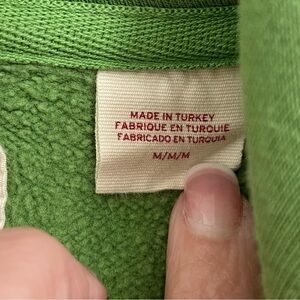 MADE IN TURKEY
FABRIQUE EN TURQUIE
FABRICADO EN TURQUIA
M/M/M